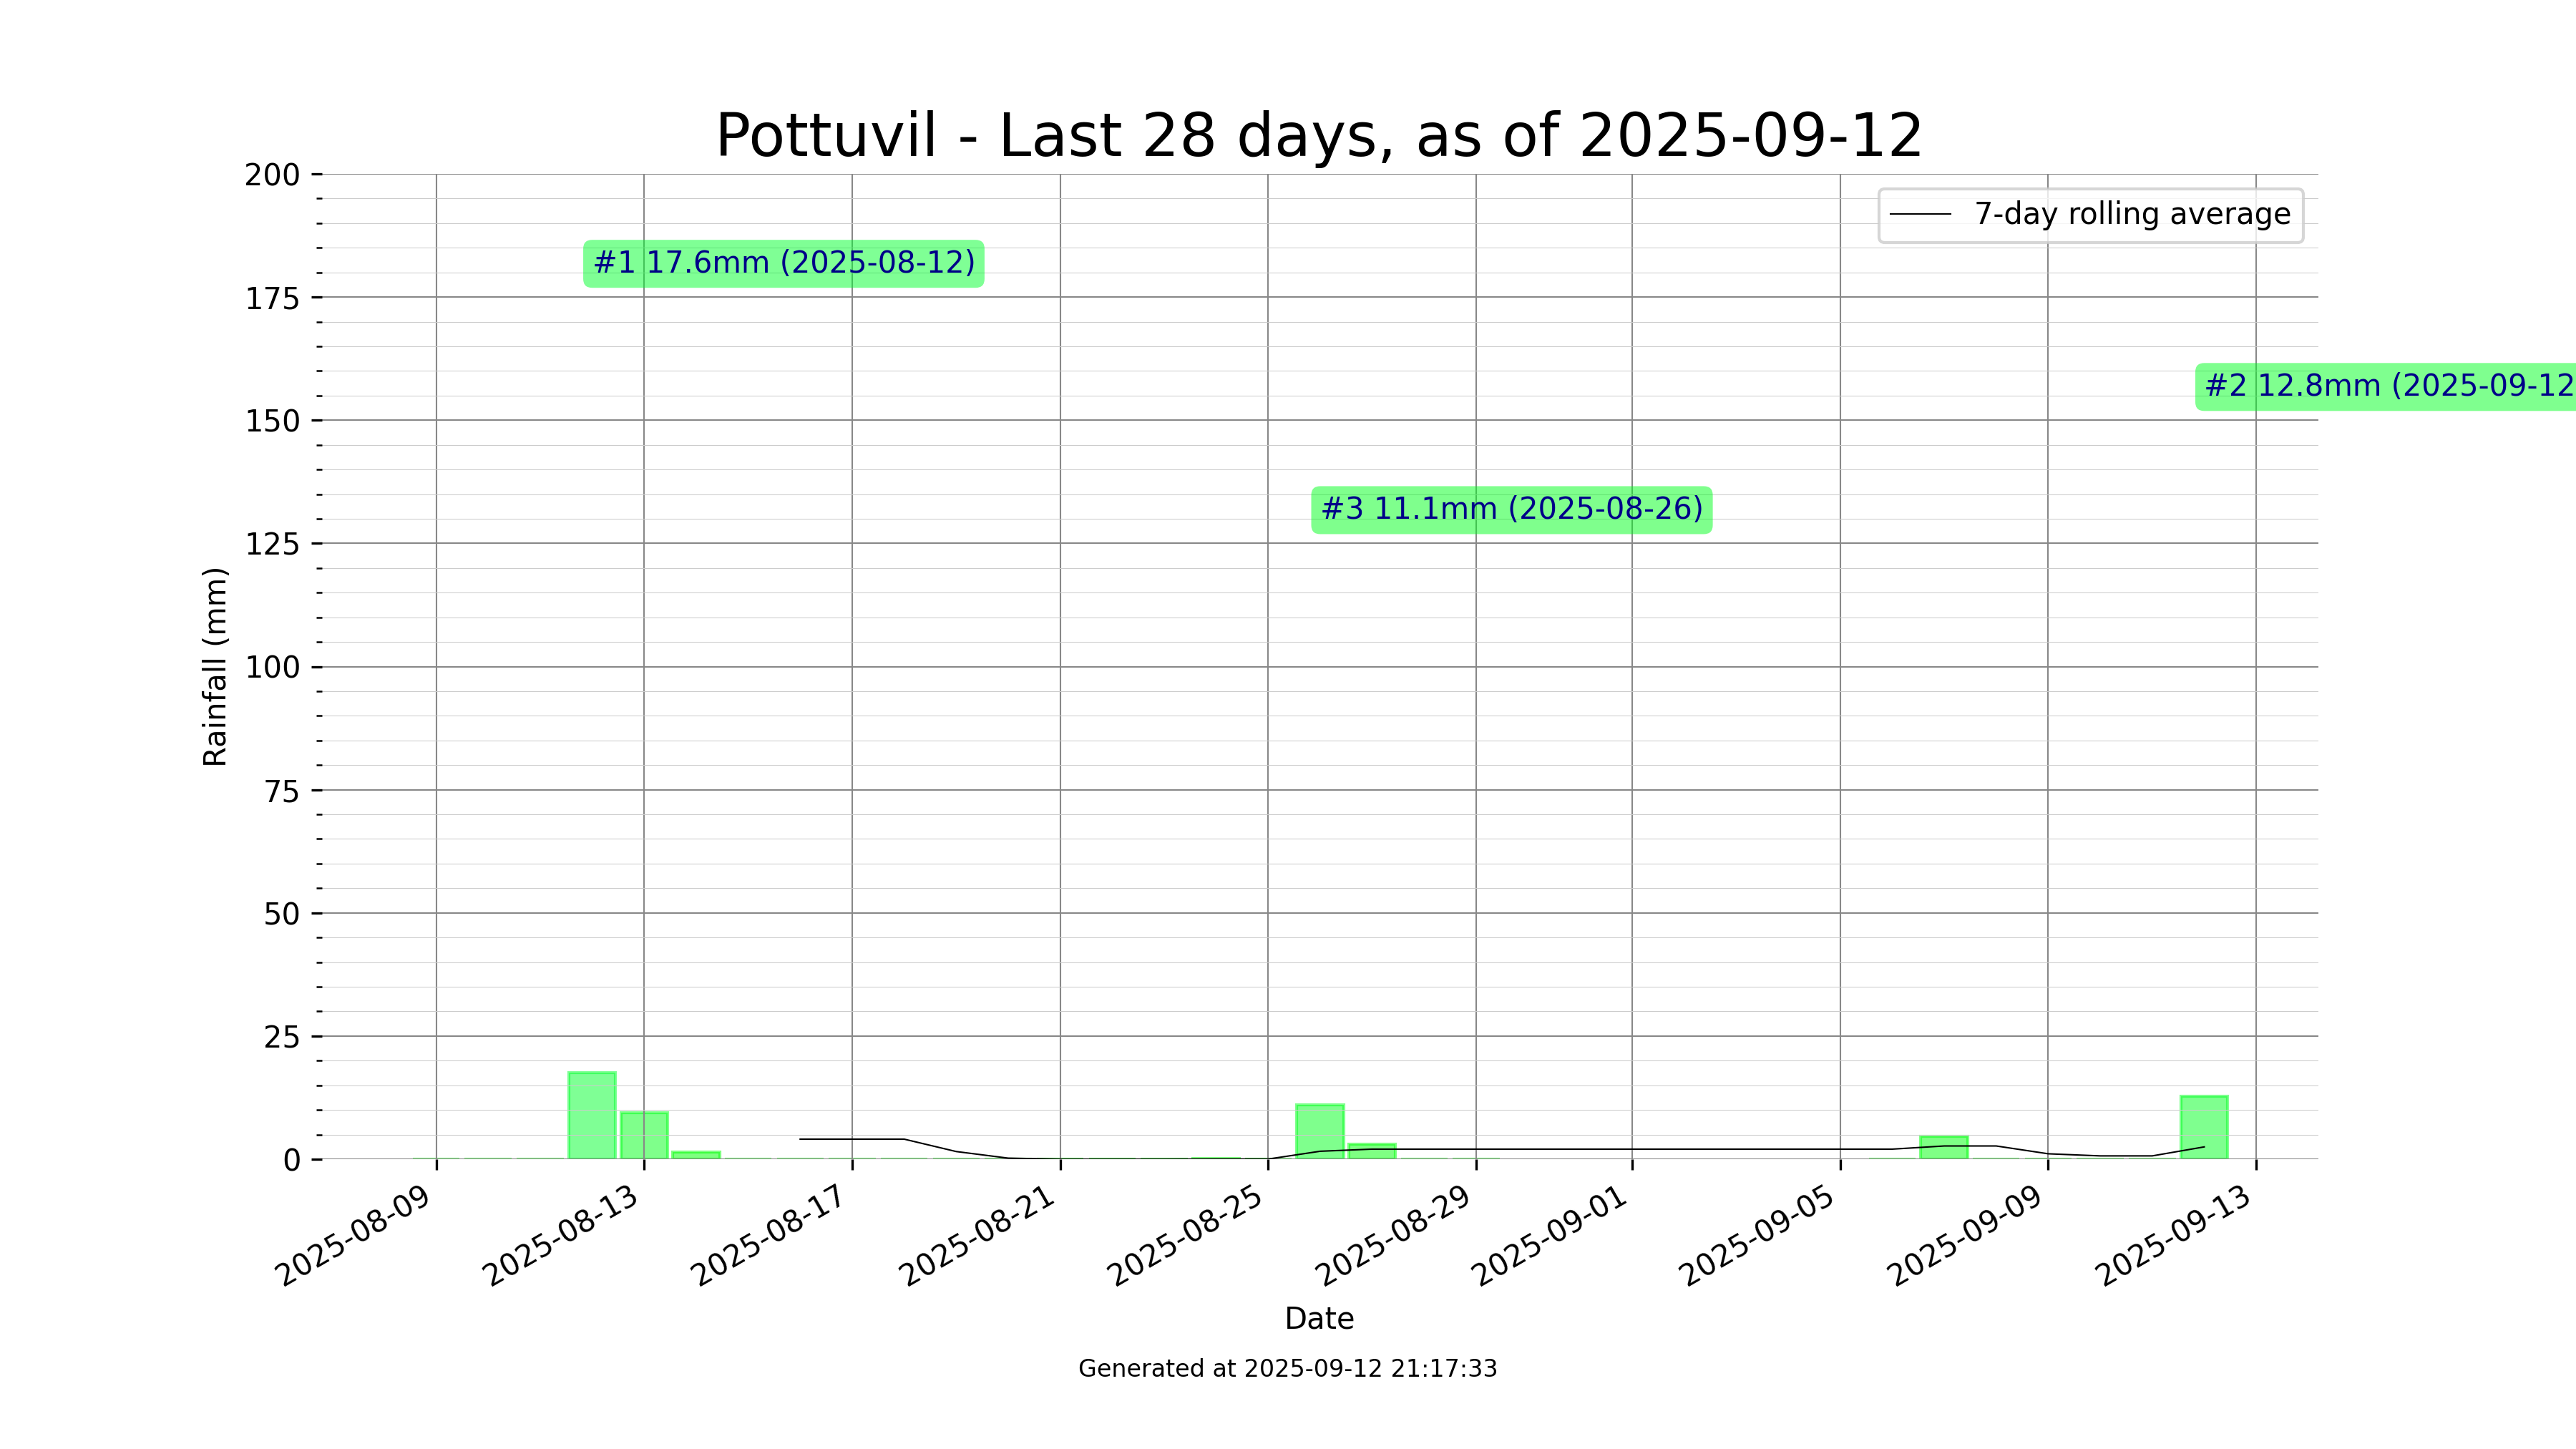 Pottuvil - Last 28 days, as of 2025-09-12
200
7-day rolling average
#1 17.6mm (2025-08-12)
175
#2 12.8mm (2025-09-12
150
#3 11.1mm (2025-08-26)
125
Rainfall (mm)
100
75
50
25
0
2025-08-09
2025-08-13
2025-08-17
2025-08-21
2025-08-25
2025-08-29
2025-09-01
2025-09-05
2025-09-09
2025-09-13
Date
Generated at 2025-09-12 21:17:33